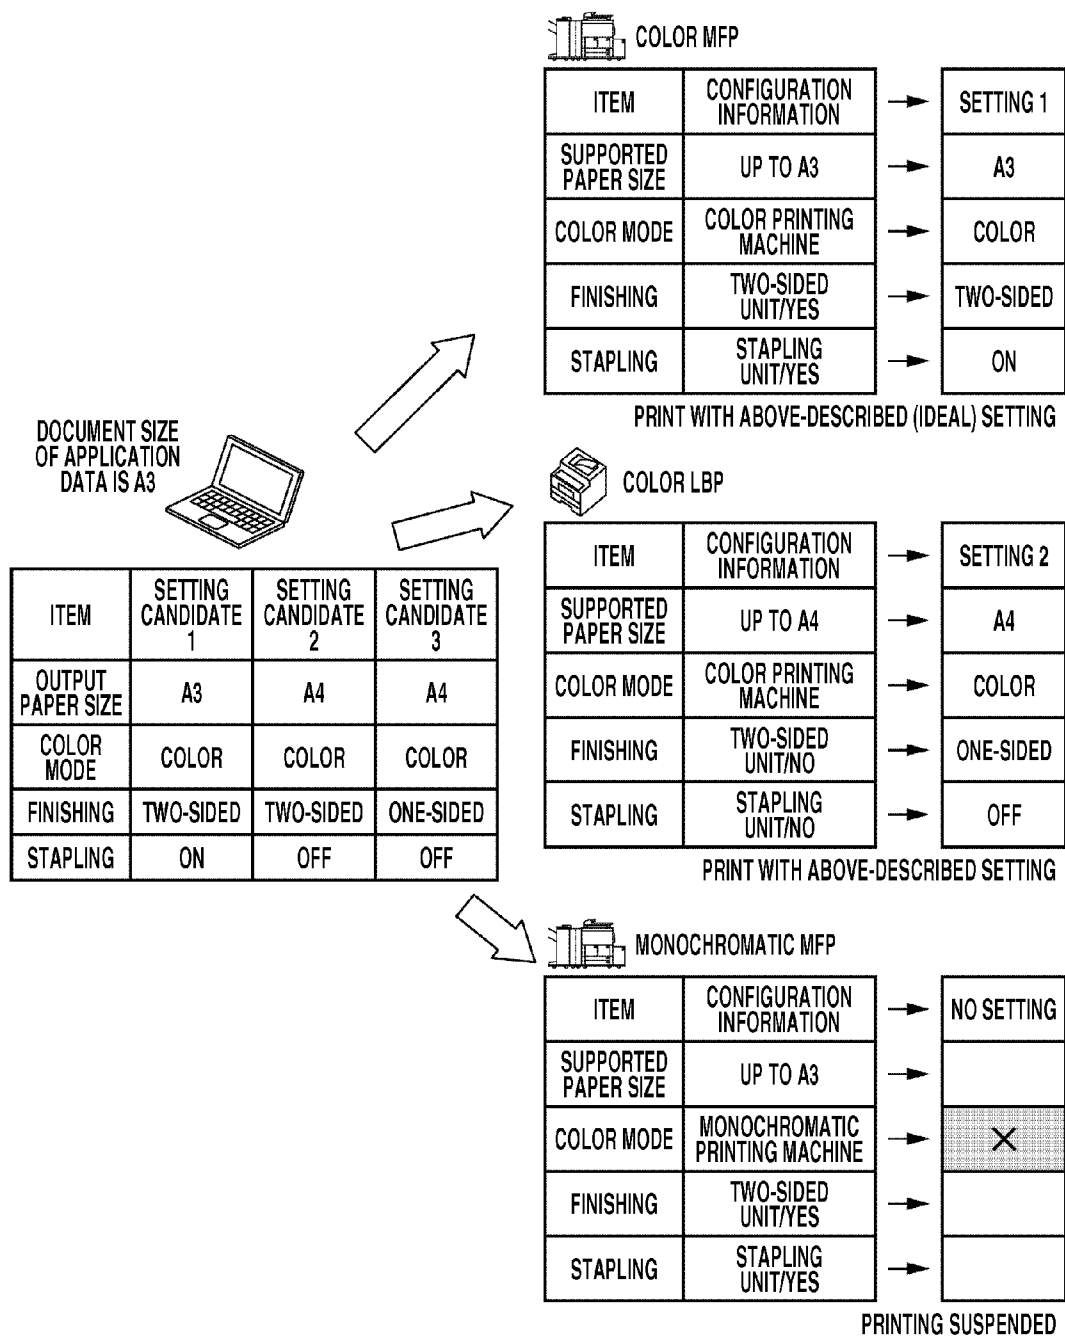 COLOR MFP
ITEM
CONFIGURATION
INFORMATION
SETTING 1
SUPPORTED
PAPER SIZE
UP TO A3
A3
COLOR MODE
COLOR PRINTING
MACHINE
COLOR
FINISHING
TWO-SIDED
UNIT/YES
TWO-SIDED
STAPLING
STAPLING
UNIT/YES
ON
PRINT WITH ABOVE-DESCRIBED (IDEAL) SETTING
DOCUMENT SIZE
OF APPLICATION
DATA IS A3
ITEM
SETTING
CANDIDATE
1
SETTING
CANDIDATE
2
SETTING
CANDIDATE
3
OUTPUT
PAPER SIZE
A3
A4
A4
COLOR
MODE
COLOR
COLOR
COLOR
FINISHING
TWO-SIDED
TWO-SIDED
ONE-SIDED
STAPLING
ON
OFF
OFF
COLOR LBP
ITEM
CONFIGURATION
INFORMATION
SETTING 2
SUPPORTED
PAPER SIZE
UP TO A4
A4
COLOR MODE
COLOR PRINTING
MACHINE
COLOR
FINISHING
TWO-SIDED
UNIT/NO
ONE-SIDED
STAPLING
STAPLING
UNIT/NO
OFF
PRINT WITH ABOVE-DESCRIBED SETTING
MONOCHROMATIC MFP
ITEM
CONFIGURATION
INFORMATION
NO SETTING
SUPPORTED
PAPER SIZE
UP TO A3
COLOR MODE
MONOCHROMATIC
PRINTING MACHINE
FINISHING
TWO-SIDED
UNIT/YES
STAPLING
STAPLING
UNIT/YES
PRINTING SUSPENDED